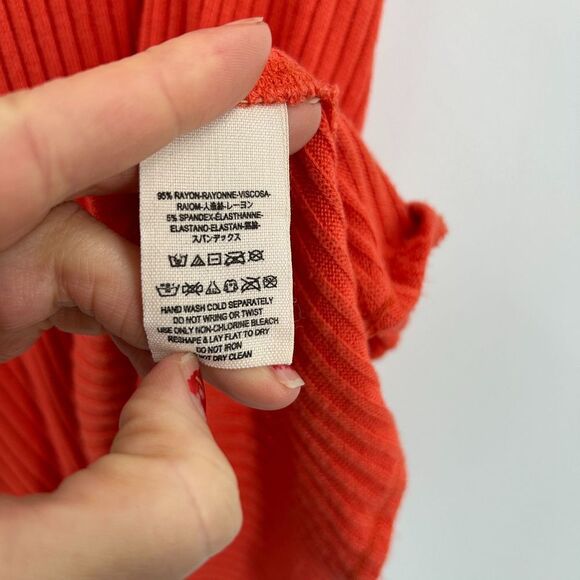 95% RAYON-RAYONNE-VISCOSA-
RAIOM-人造絲-レーヨン
5% SPANDEX-ÉLASTHANNE-
ELASTANO-ELASTAN-氨綸-
スパンデックス
HAND WASH COLD SEPARATELY
DO NOT WRING OR TWIST
USE ONLY NON-CHLORINE BLEACH
RESHAPE & LAY FLAT TO DRY
DO NOT IRON
NOT DRY CLEAN